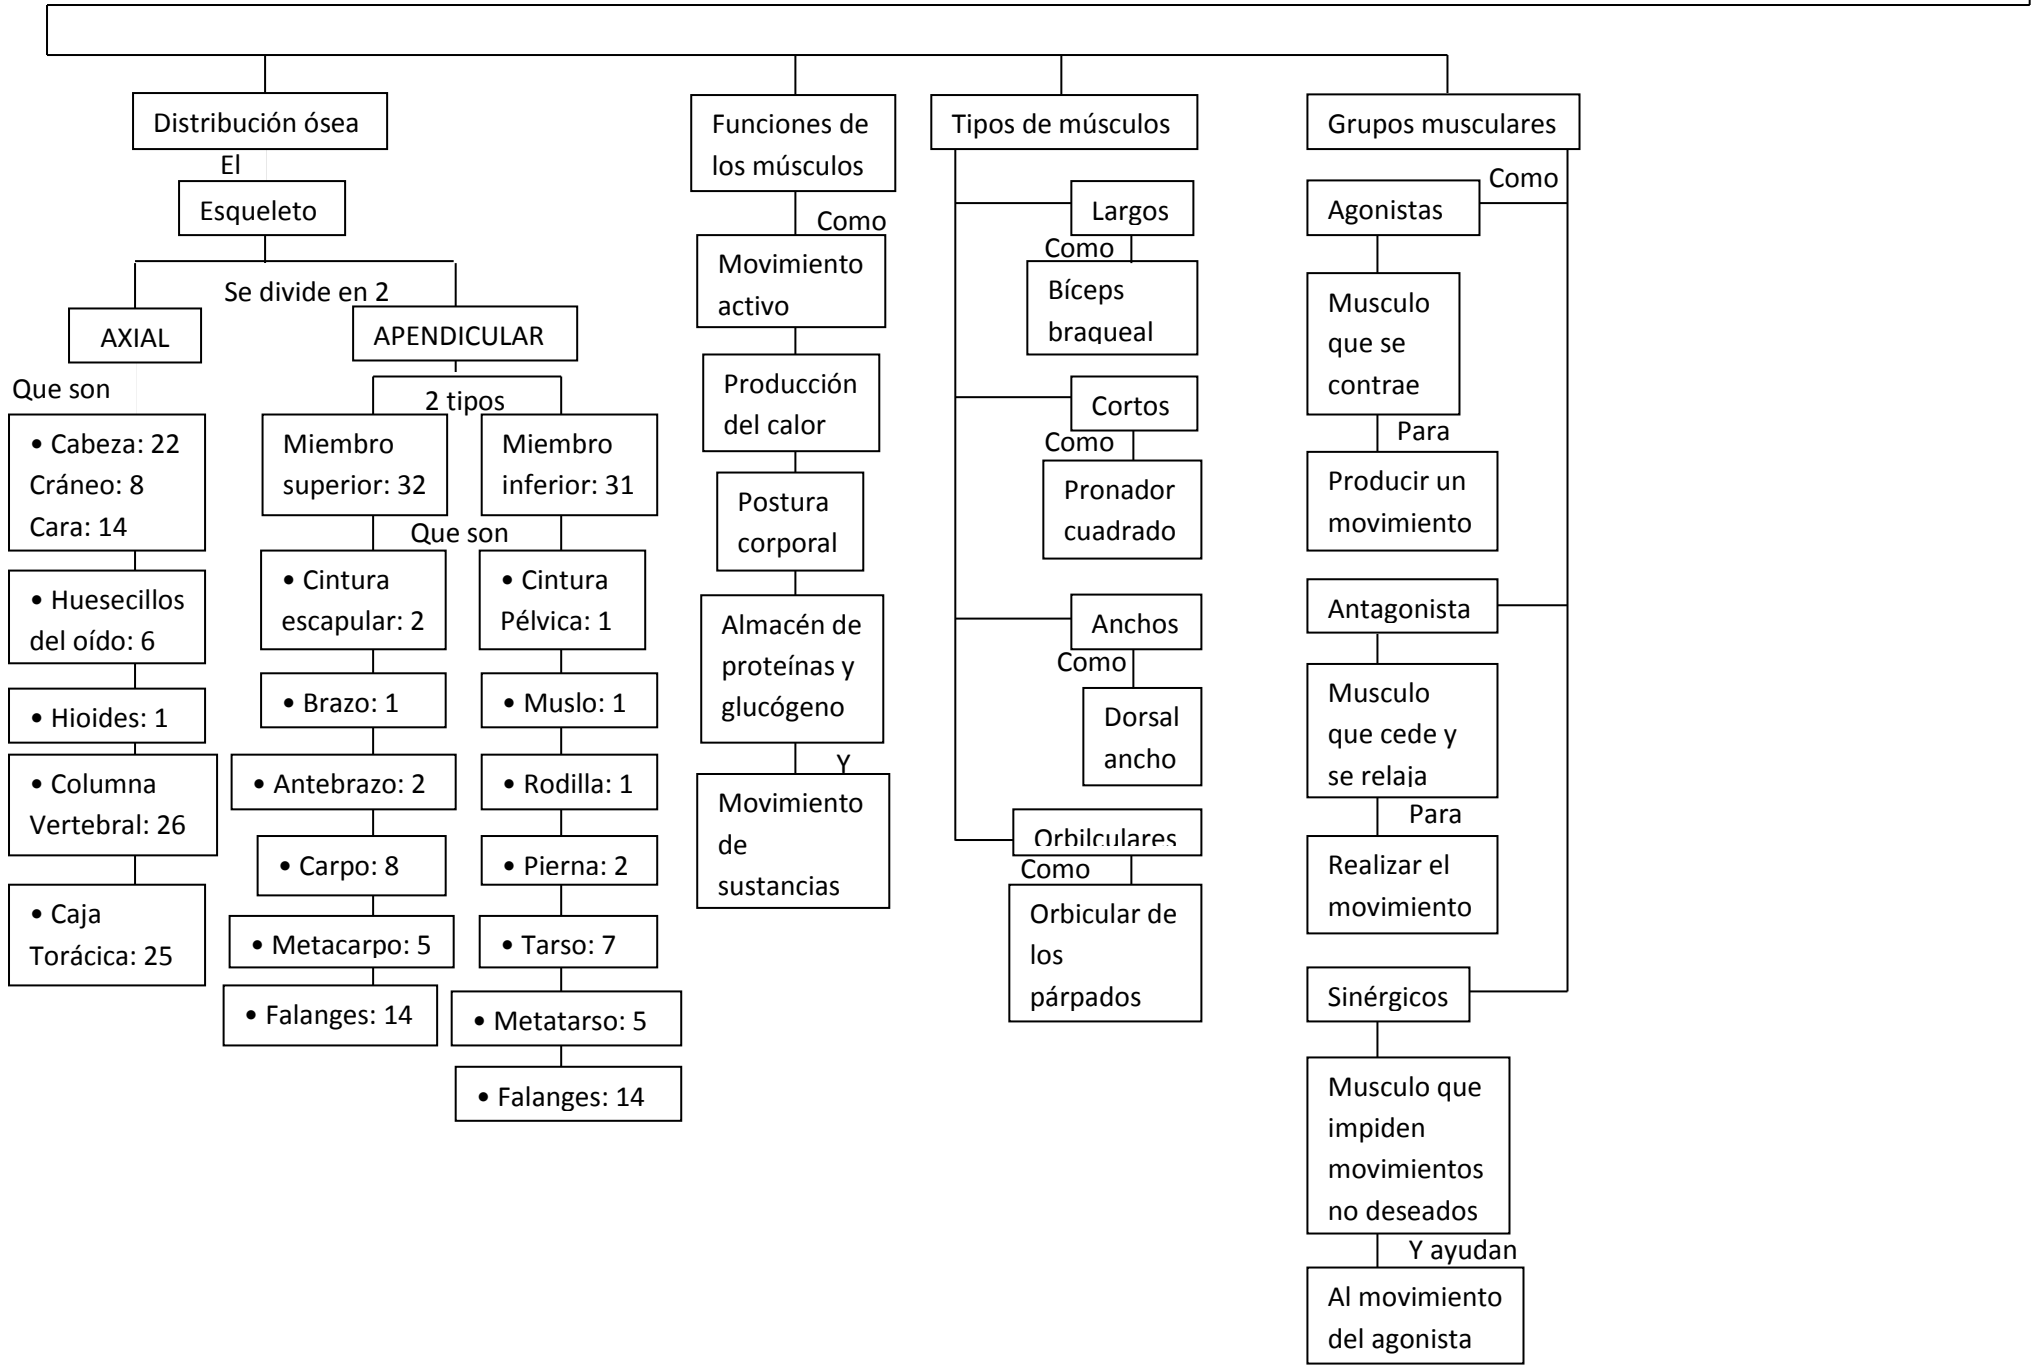 Distribución ósea
El
Esqueleto
Se divide en 2
AXIAL
Que son
• Cabeza: 22
Cráneo: 8
Cara: 14
• Huesecillos
del oído: 6
• Hioides: 1
• Columna
Vertebral: 26
• Caja
Torácica: 25
APENDICULAR
2 tipos
Miembro
superior: 32
Que son
• Cintura
escapular: 2
• Brazo: 1
• Antebrazo: 2
• Carpo: 8
• Metacarpo: 5
• Falanges: 14
Miembro
inferior: 31
• Cintura
Pélvica: 1
• Muslo: 1
• Rodilla: 1
• Pierna: 2
• Tarso: 7
• Metatarso: 5
• Falanges: 14
Funciones de
los músculos
Como
Movimiento
activo
Producción
del calor
Postura
corporal
Almacén de
proteínas y
glucógeno
Y
Movimiento
de
sustancias
Tipos de músculos
Largos
Como
Bíceps
braqueal
Cortos
Como
Pronador
cuadrado
Anchos
Como
Dorsal
ancho
Orbilculares
Como
Orbicular de
los
párpados
Grupos musculares
Como
Agonistas
Musculo
que se
contrae
Para
Producir un
movimiento
Antagonista
Musculo
que cede y
se relaja
Para
Realizar el
movimiento
Sinérgicos
Musculo que
impiden
movimientos
no deseados
Y ayudan
Al movimiento
del agonista